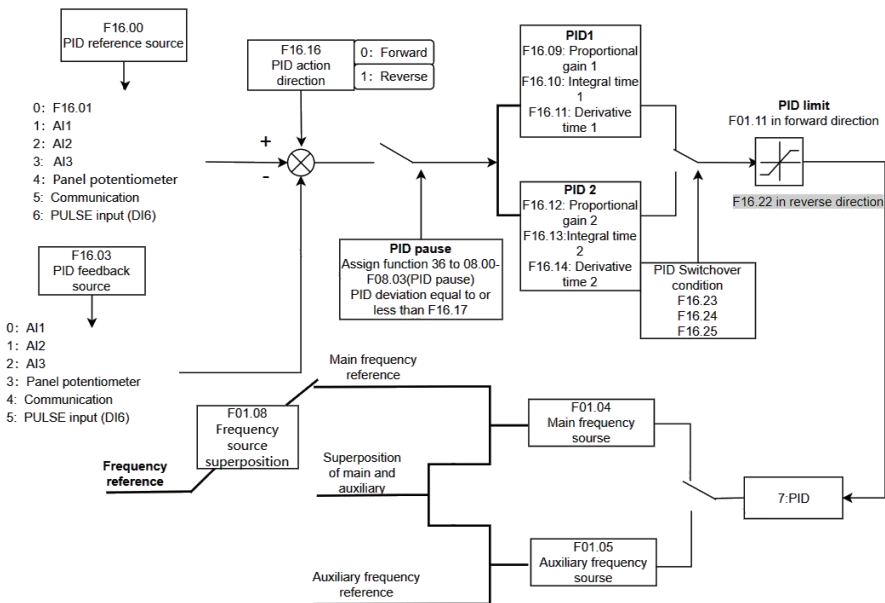 F16.00
PID reference source
0: F16.01
1: AI1
2: AI2
3: AI3
4: Panel potentiometer
5: Communication
6: PULSE input (DI6)
F16.03
PID feedback
source
0: AI1
1: AI2
2: AI3
3: Panel potentiometer
4: Communication
5: PULSE input (DI6)
F16.16
PID action
direction
0: Forward
1: Reverse
+
-
PID pause
Assign function 36 to 08.00-
F08.03(PID pause)
PID deviation equal to or
less than F16.17
PID1
F16.09: Proportional
gain 1
F16.10: Integral time
1
F16.11: Derivative
time 1
PID 2
F16.12: Proportional
gain 2
F16.13:Integral time
2
F16.14: Derivative
time 2
PID Switchover
condition
F16.23
F16.24
F16.25
PID limit
F01.11 in forward direction
F16.22 in reverse direction
Main frequency
reference
F01.08
Frequency
source
superposition
Frequency
reference
Superposition
of main and
auxiliary
Auxiliary frequency
reference
F01.04
Main frequency
sourse
F01.05
Auxiliary frequency
sourse
7:PID